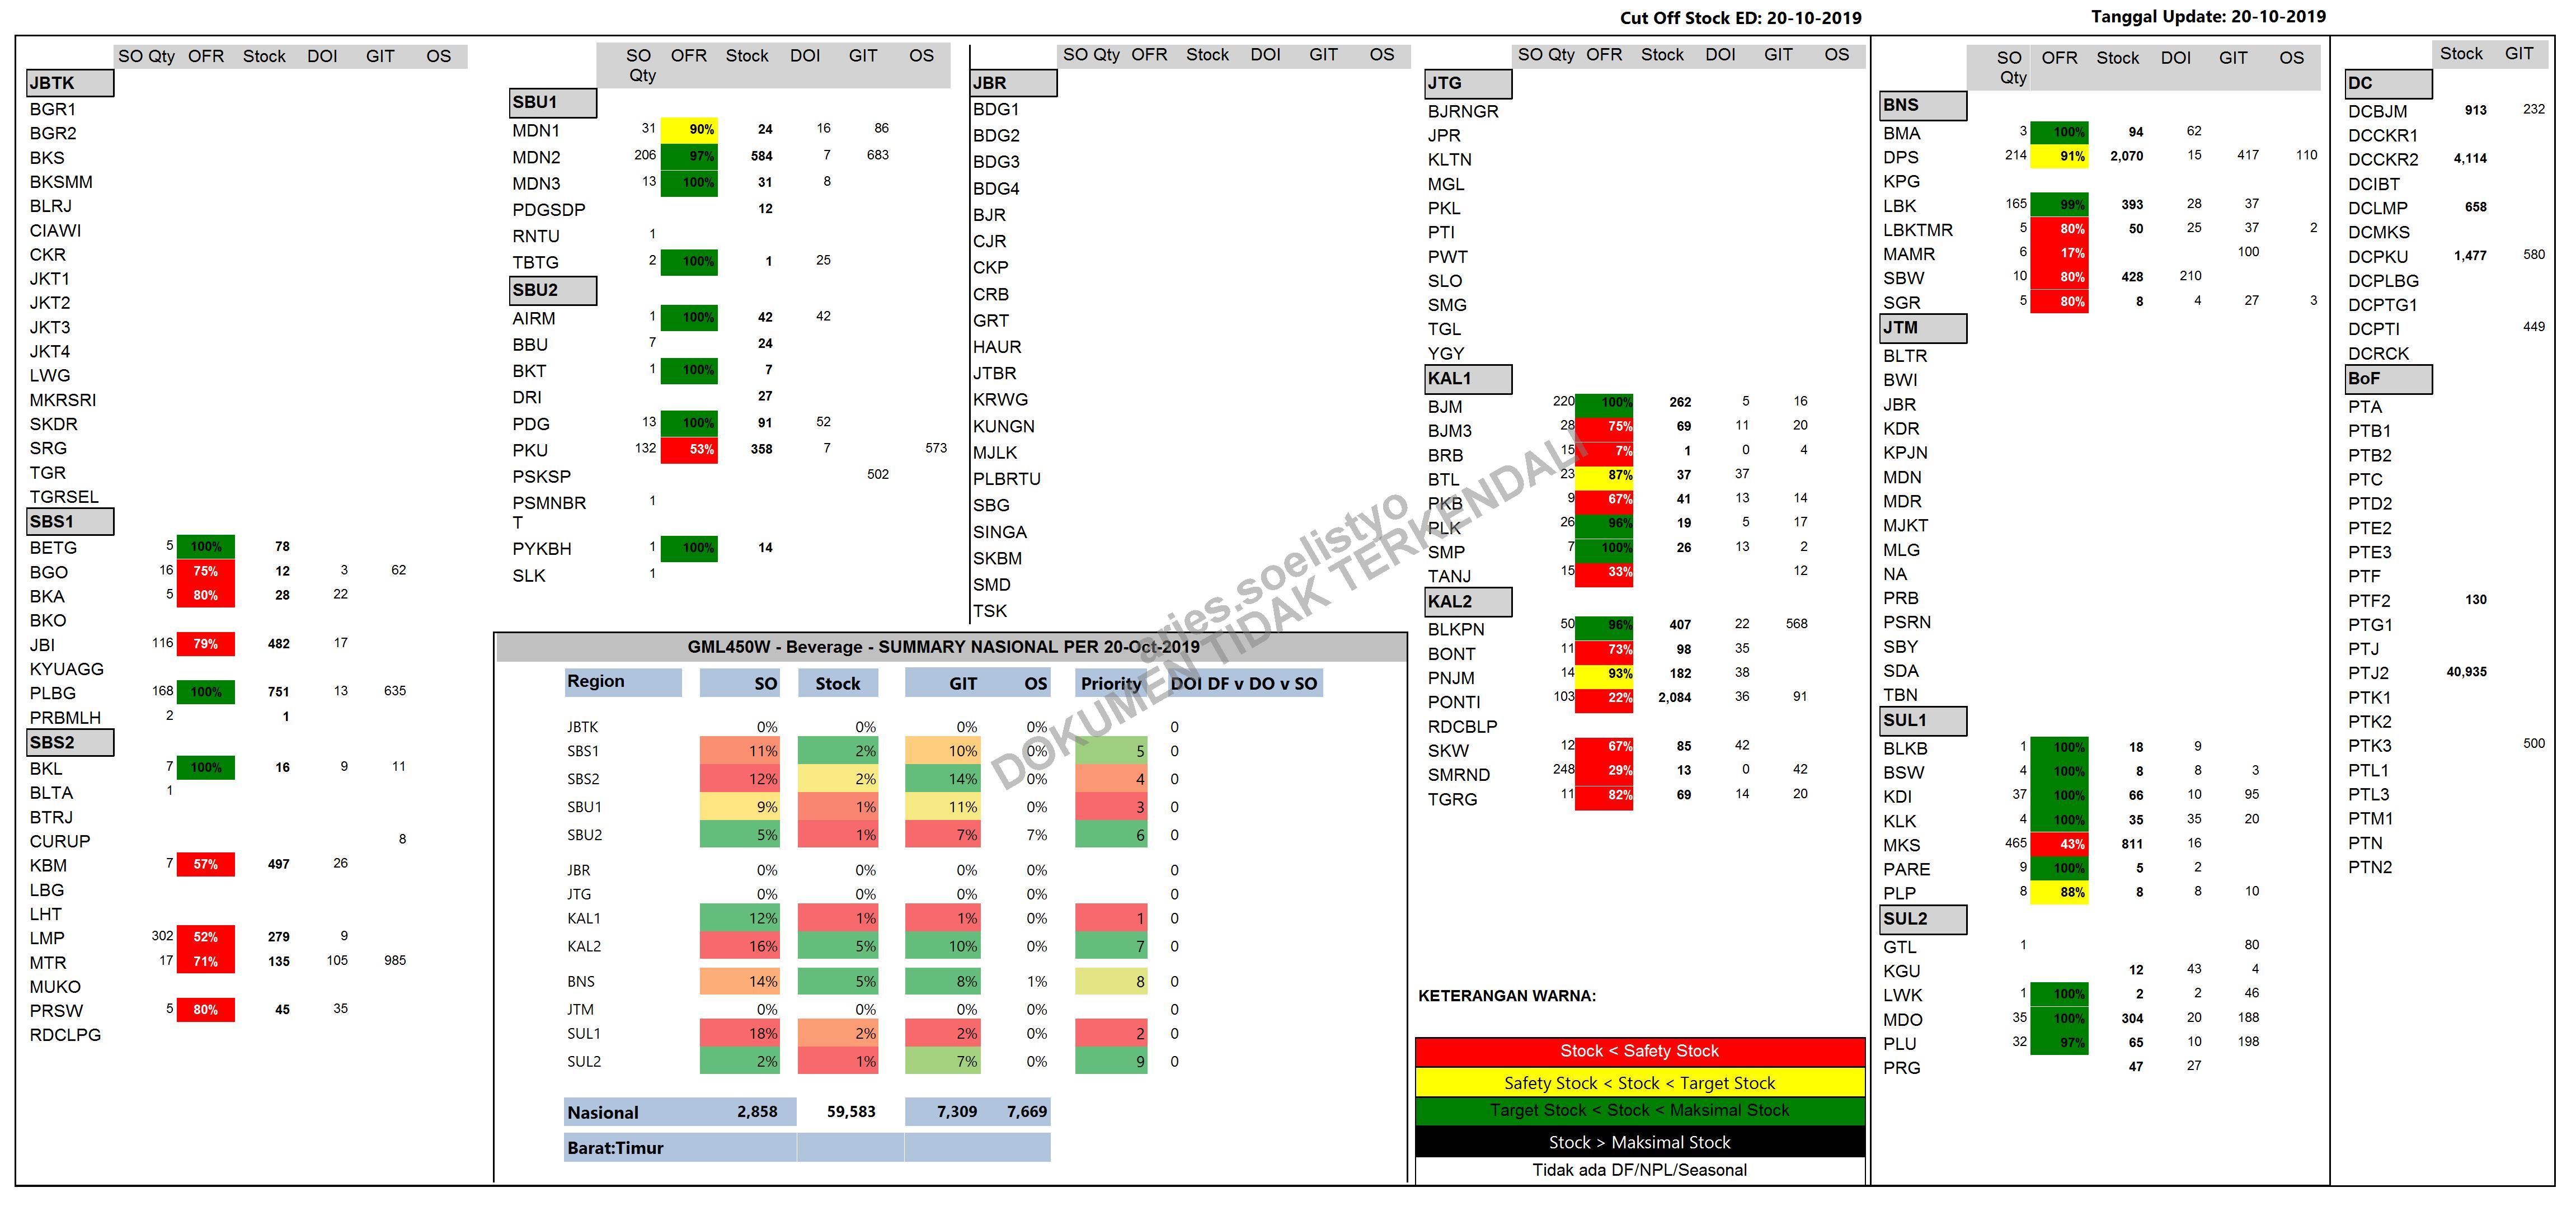 Cut Off Stock ED: 20-10-2019
Tanggal Update: 20-10-2019
SO Qty OFR Stock DOI GIT OS
JBTK
BGR1
BGR2
BKS
BKSMM
BLRJ
CIAWI
CKR
JKT1
JKT2
JKT3
JKT4
LWG
MKRSRI
SKDR
SRG
TGR
TGRSEL
SBS1
BETG 5 100% 78
BGO 16 75% 12 3 62
BKA 5 80% 28 22
BKO
JBI 116 79% 482 17
KYUAGG
PLBG 168 100% 751 13 635
PRBMLH 2 1
SBS2
BKL 7 100% 16 9 11
BLTA 1
BTRJ
CURUP 8
KBM 7 57% 497 26
LBG
LHT
LMP 302 52% 279 9
MTR 17 71% 135 105 985
MUKO
PRSW 5 80% 45 35
RDCLPG
SO OFR Stock DOI GIT OS
Qty
SBU1
MDN1 31 90% 24 16 86
MDN2 206 97% 584 7 683
MDN3 13 100% 31 8
PDGSDP 12
RNTU 1
TBTG 2 100% 1 25
SBU2
AIRM 1 100% 42 42
BBU 7 24
BKT 1 100% 7
DRI 27
PDG 13 100% 91 52
PKU 132 53% 358 7 573
PSKSP 502
PSMNBR 1
T
PYKBH 1 100% 14
SLK 1
SO Qty OFR Stock DOI GIT OS
JBR
BDG1
BDG2
BDG3
BDG4
BJR
CJR
CKP
CRB
GRT
HAUR
JTBR
KRWG
KUNGN
MJLK
PLBRTU
SBG
SINGA
SKBM
SMD
TSK
GML450W - Beverage - SUMMARY NASIONAL PER 20-Oct-2019
Region SO Stock GIT OS Priority DOI DF v DO v SO
JBTK 0% 0% 0% 0% 0
SBS1 11% 2% 10% 0% 5 0
SBS2 12% 2% 14% 0% 4 0
SBU1 9% 1% 11% 0% 3 0
SBU2 5% 1% 7% 7% 6 0
JBR 0% 0% 0% 0% 0
JTG 0% 0% 0% 0% 0
KAL1 12% 1% 1% 0% 1 0
KAL2 16% 5% 10% 0% 7 0
BNS 14% 5% 8% 1% 8 0
JTM 0% 0% 0% 0% 0
SUL1 18% 2% 2% 0% 2 0
SUL2 2% 1% 7% 0% 9 0
Nasional 2,858 59,583 7,309 7,669
Barat:Timur
SO Qty OFR Stock DOI GIT OS
JTG
BJRNGR
JPR
KLTN
MGL
PKL
PTI
PWT
SLO
SMG
TGL
YGY
KAL1
BJM 220 100% 262 5 16
BJM3 28 75% 69 11 20
BRB 15 7% 1 0 4
BTL 23 87% 37 37
PKB 9 67% 41 13 14
PLK 26 96% 19 5 17
SMP 7 100% 26 13 2
TANJ 15 33% 12
KAL2
BLKPN 50 96% 407 22 568
BONT 11 73% 98 35
PNJM 14 93% 182 38
PONTI 103 22% 2,084 36 91
RDCBLP
SKW 12 67% 85 42
SMRND 248 29% 13 0 42
TGRG 11 82% 69 14 20
KETERANGAN WARNA:
Stock < Safety Stock
Safety Stock < Stock < Target Stock
Target Stock < Stock < Maksimal Stock
Stock > Maksimal Stock
Tidak ada DF/NPL/Seasonal
SO OFR Stock DOI GIT OS
Qty
BNS
BMA 3 100% 94 62
DPS 214 91% 2,070 15 417 110
KPG
LBK 165 99% 393 28 37
LBKTMR 5 80% 50 25 37 2
MAMR 6 17% 100
SBW 10 80% 428 210
SGR 5 80% 8 4 27 3
JTM
BLTR
BWI
JBR
KDR
KPJN
MDN
MDR
MJKT
MLG
NA
PRB
PSRN
SBY
SDA
TBN
SUL1
BLKB 1 100% 18 9
BSW 4 100% 8 8 3
KDI 37 100% 66 10 95
KLK 4 100% 35 35 20
MKS 465 43% 811 16
PARE 9 100% 5 2
PLP 8 88% 8 8 10
SUL2
GTL 1 80
KGU 12 43 4
LWK 1 100% 2 2 46
MDO 35 100% 304 20 188
PLU 32 97% 65 10 198
PRG 47 27
Stock GIT
DC
DCBJM 913 232
DCCKR1
DCCKR2 4,114
DCIBT
DCLMP 658
DCMKS
DCPKU 1,477 580
DCPLBG
DCPTG1
DCPTI 449
DCRCK
BoF
PTA
PTB1
PTB2
PTC
PTD2
PTE2
PTE3
PTF
PTF2 130
PTG1
PTJ
PTJ2 40,935
PTK1
PTK2
PTK3 500
PTL1
PTL3
PTM1
PTN
PTN2
aries.soelistyo
DOKUMEN TIDAK TERKENDALI